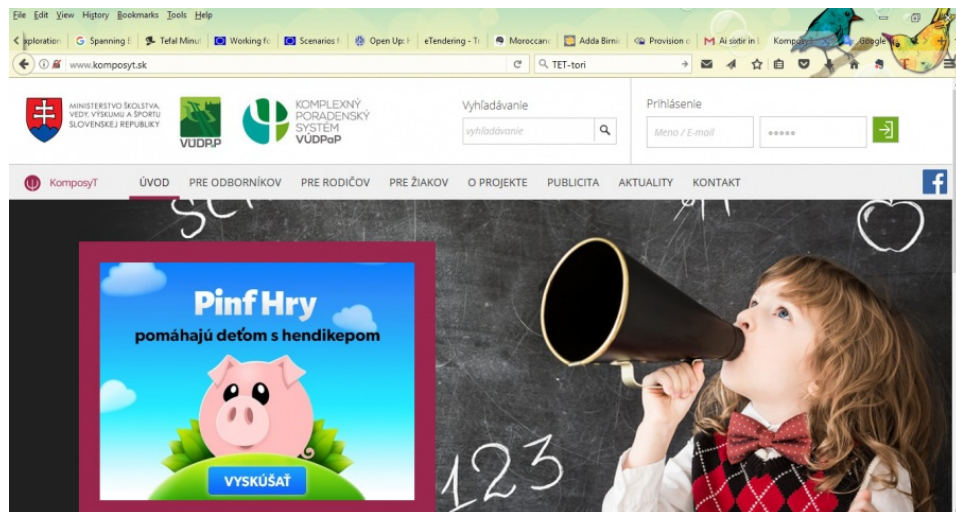 File Edit View History Bookmarks Tools Help
xploration Spanning E Tefal Minut Working fo Scenarios f Open Up: H eTendering - Te Moroccan Adda Birnir Provision o Ai sixtir in L Google
www.komposyt.sk TET-tori
MINISTERSTVO ŠKOLSTVA,
VEDY, VÝSKUMU A ŠPORTU
SLOVENSKEJ REPUBLIKY
VÚDPaP
KOMPLEXNÝ
PORADENSKÝ
SYSTÉM
VÚDPaP
Vyhľadávanie
vyhľadávanie
Prihlásenie
Meno / E-mail
KomposyT ÚVOD PRE ODBORNÍKOV PRE RODIČOV PRE ŽIAKOV O PROJEKTE PUBLICITA AKTUALITY KONTAKT
Pinf Hry
pomáhajú deťom s hendikepom
VYSKÚŠAŤ
123